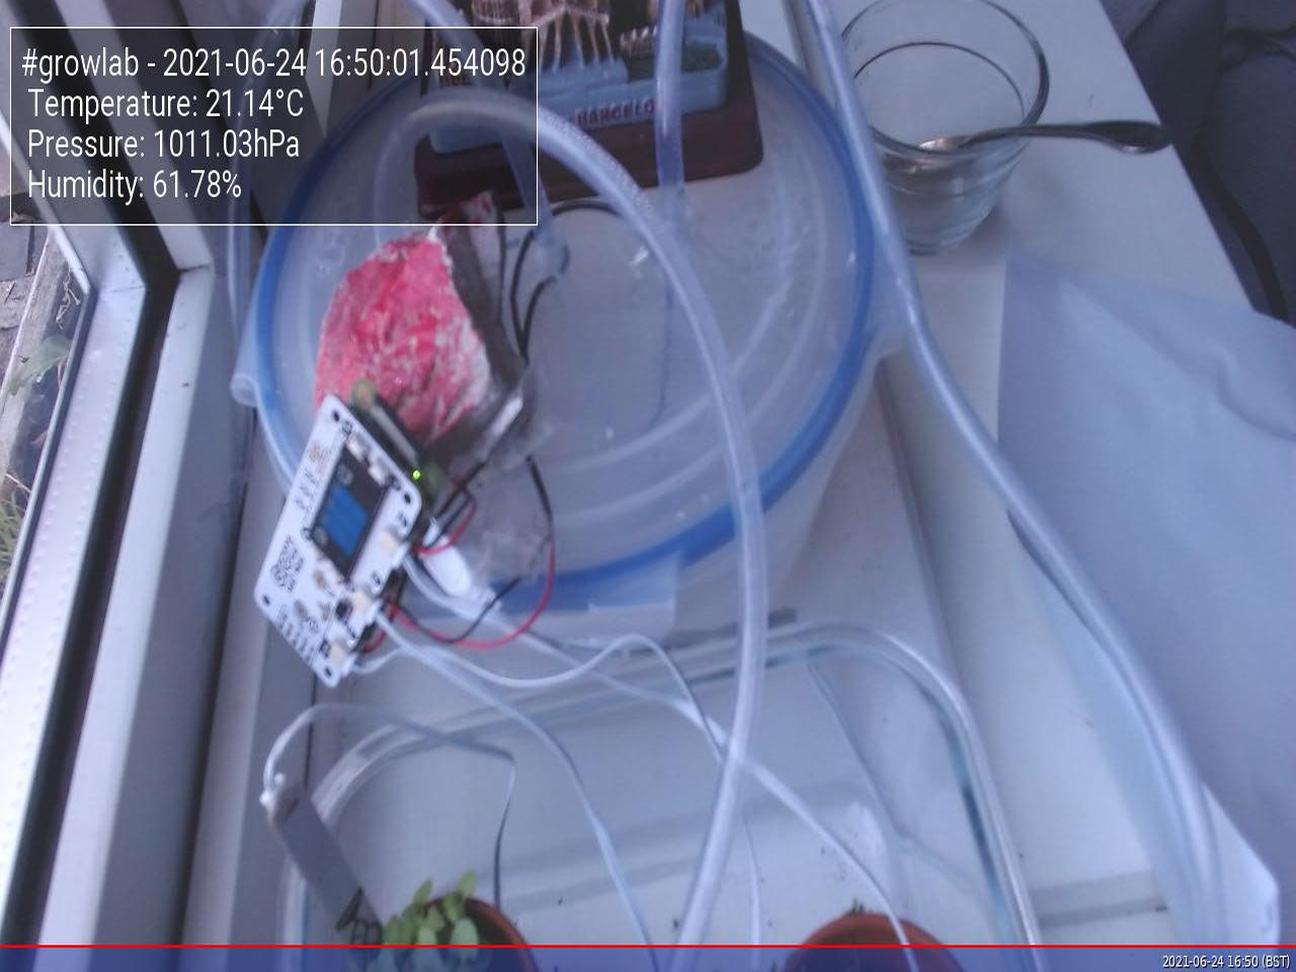 #growlab - 2021-06-24 16:50:01.454098
Temperature: 21.14°C
Pressure: 1011.03hPa
Humidity: 61.78%
BARCELO
2021-06-24 16:50 (BST)